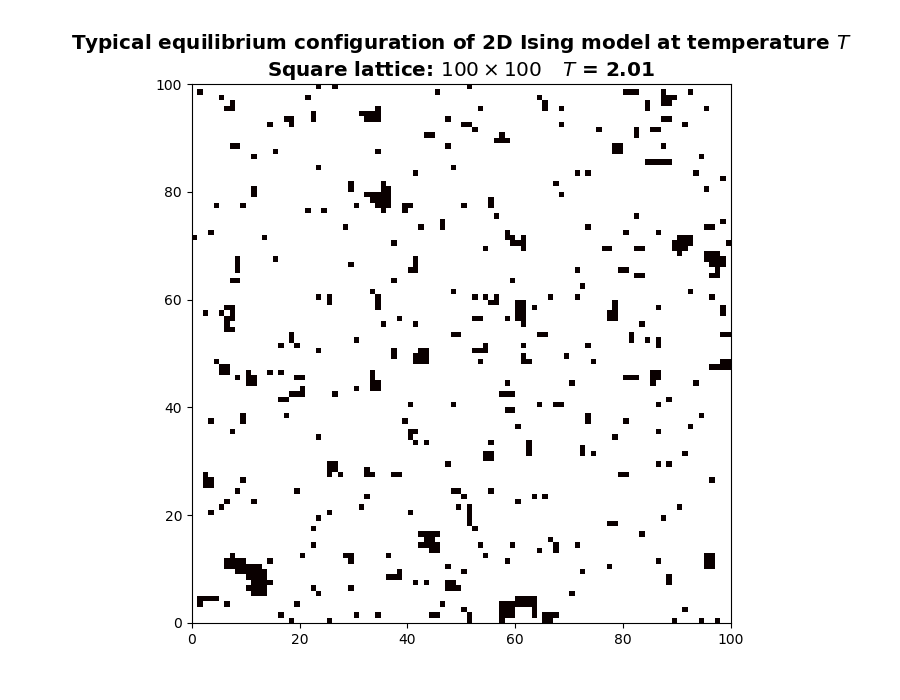 Typical equilibrium configuration of 2D Ising model at temperature T
Square lattice: 100 × 100 T = 2.01
100
80
60
40
20
0
0 20 40 60 80 100